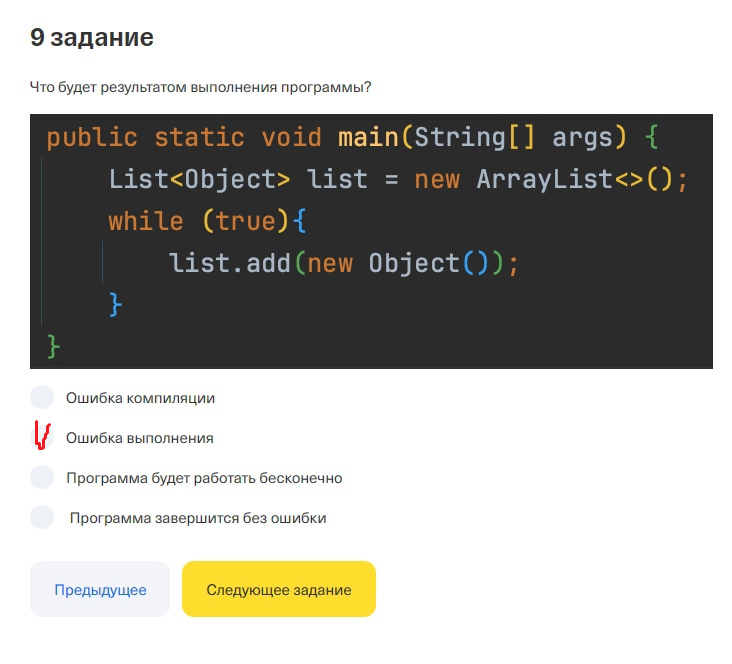 9 задание
Что будет результатом выполнения программы?
public static void main(String[] args) {
List<Object> list = new ArrayList<>();
while (true){
list.add(new Object());
}
}
Ошибка компиляции
Ошибка выполнения
Программа будет работать бесконечно
Программа завершится без ошибки
Предыдущее
Следующее задание